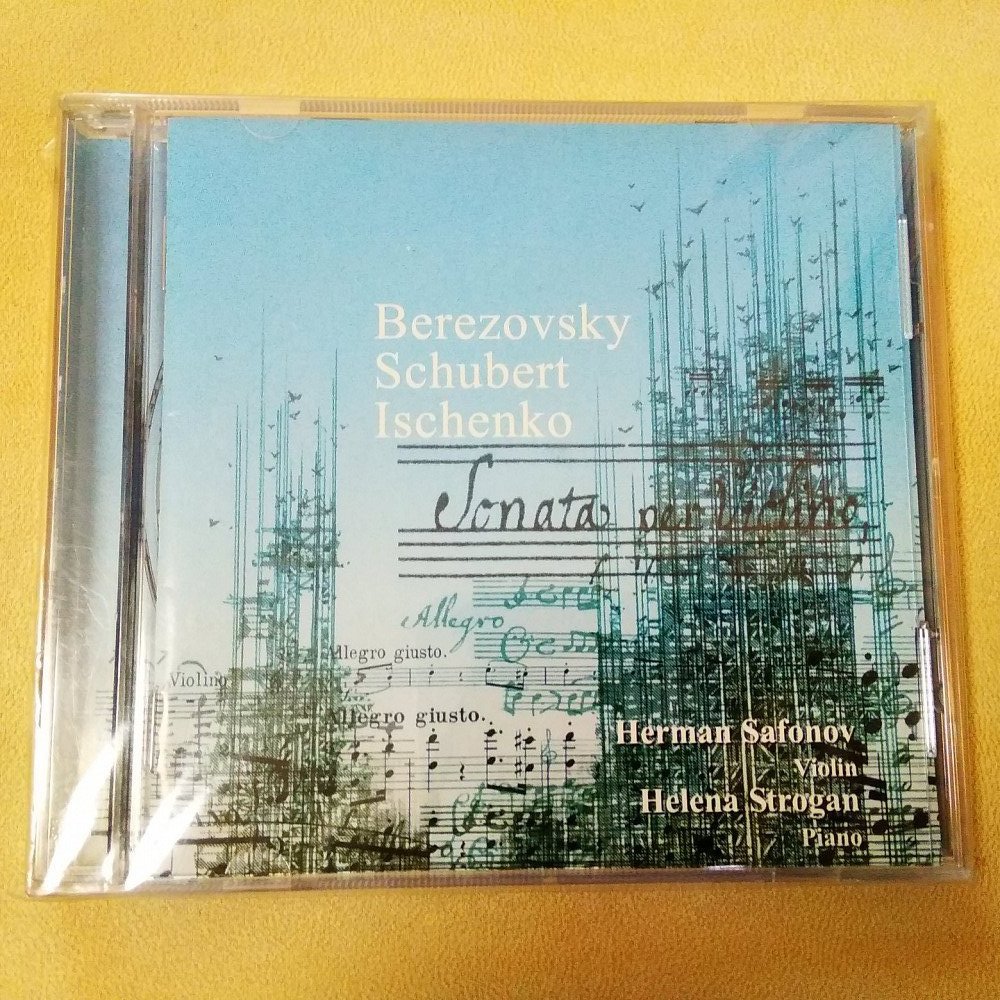 Berezovsky
Schubert
Ischenko
Sonata per Violino
Allegro
Allegro giusto.
Violino
Allegro giusto.
Herman Safonov
Violin
Helena Strogan
Piano